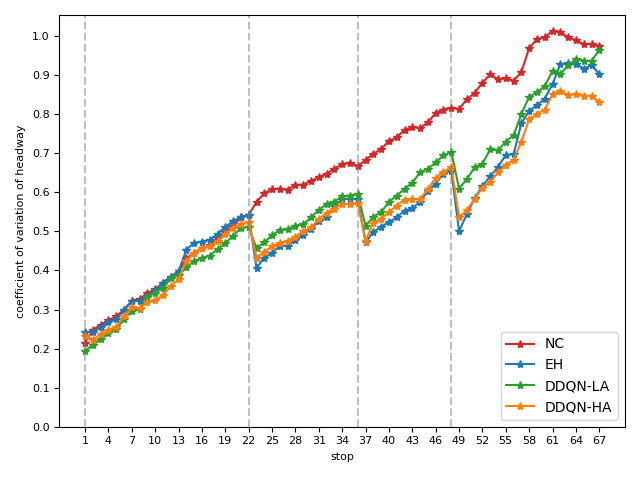 coefficient of variation of headway
1.0
0.9
0.8
0.7
0.6
0.5
0.4
0.3
0.2
0.1
0.0
NC
EH
DDQN-LA
DDQN-HA
1 4 7 10 13 16 19 22 25 28 31 34 37 40 43 46 49 52 55 58 61 64 67
stop